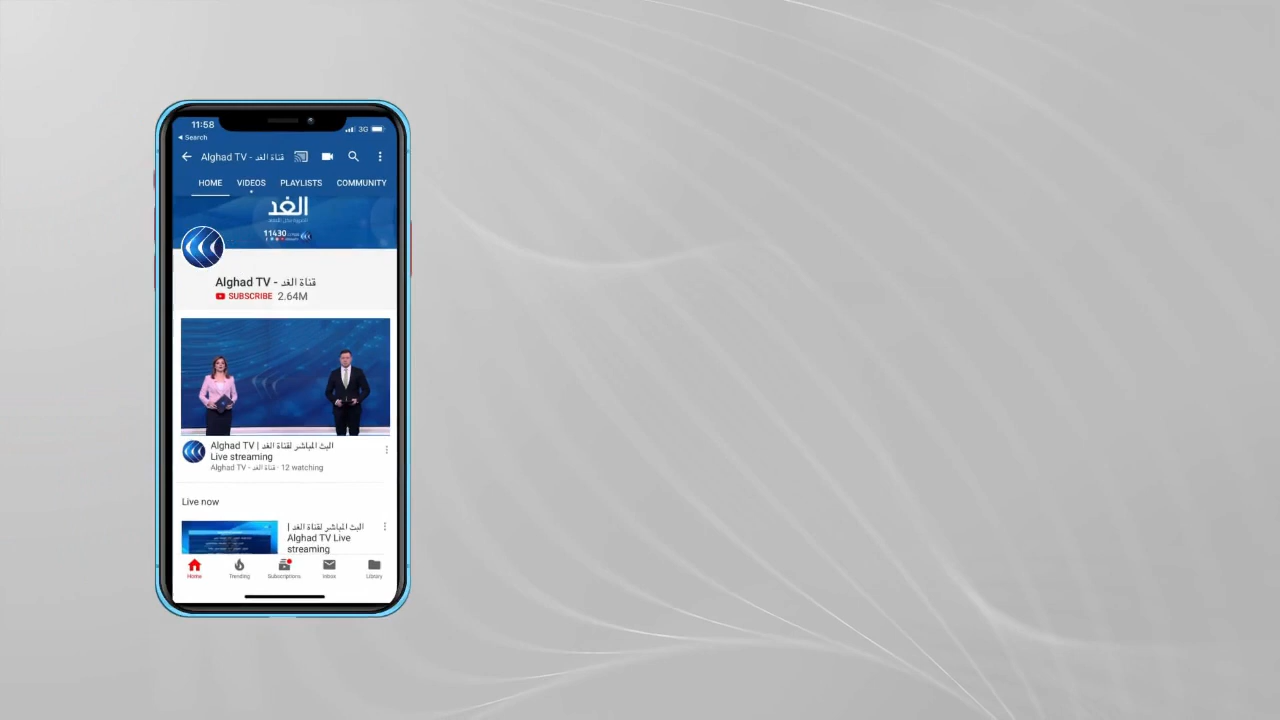 11:58
3G
◀ Search
Alghad TV - قناة الغد
HOME VIDEOS PLAYLISTS COMMUNITY
الغد
11430
Alghad TV - قناة الغد
SUBSCRIBE 2.64M
Alghad TV | البث المباشر لقناة الغد
Live streaming
Alghad TV - قناة الغد · 12 watching
Live now
البث المباشر لقناة الغد |
Alghad TV Live
streaming
Home Trending Subscriptions Inbox Library